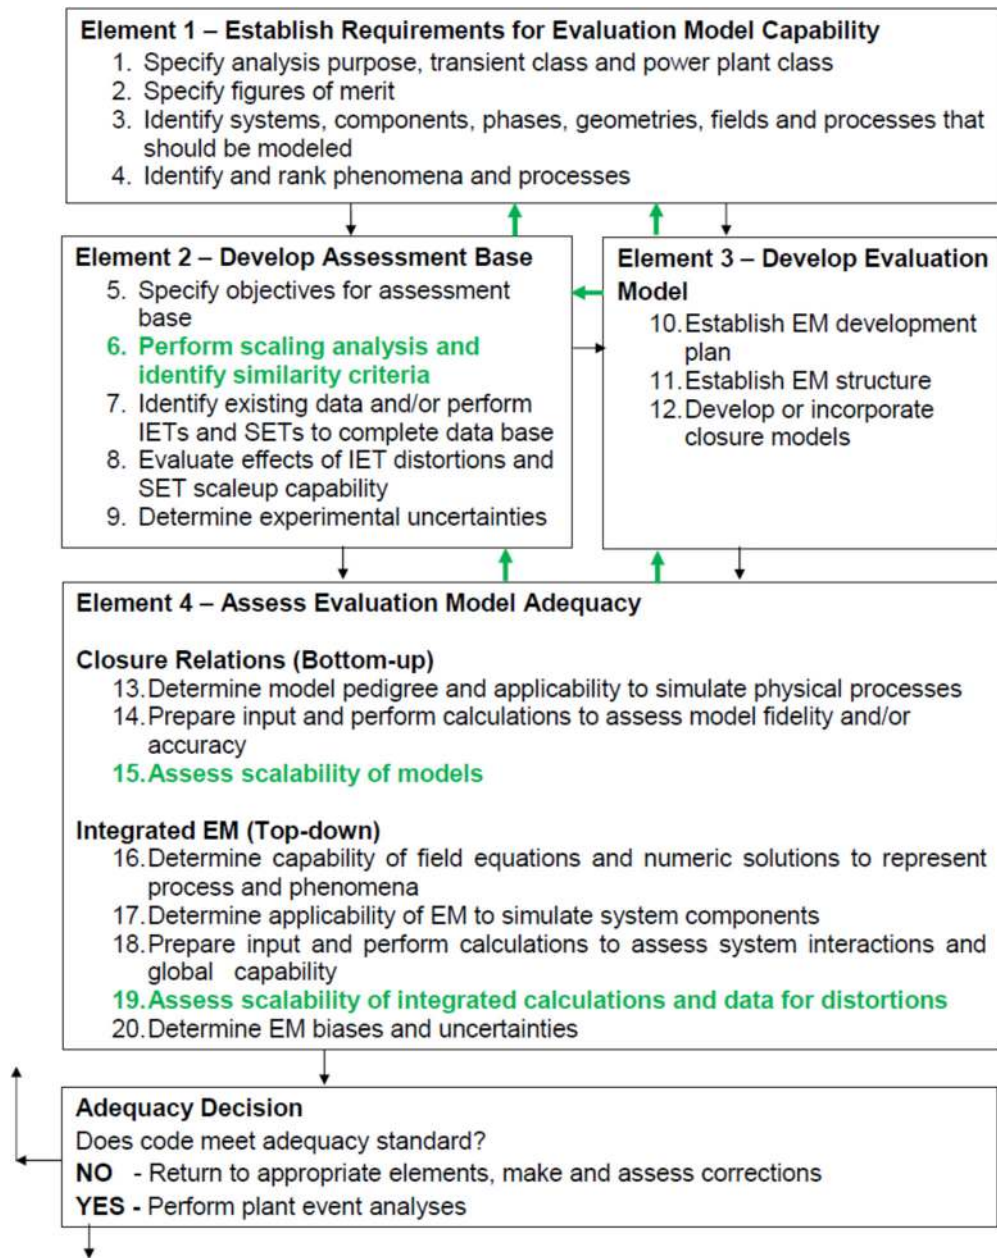 Element 1 – Establish Requirements for Evaluation Model Capability
1. Specify analysis purpose, transient class and power plant class
2. Specify figures of merit
3. Identify systems, components, phases, geometries, fields and processes that
should be modeled
4. Identify and rank phenomena and processes
Element 2 – Develop Assessment Base
5. Specify objectives for assessment
base
6. Perform scaling analysis and
identify similarity criteria
7. Identify existing data and/or perform
IETs and SETs to complete data base
8. Evaluate effects of IET distortions and
SET scaleup capability
9. Determine experimental uncertainties
Element 3 – Develop Evaluation
Model
10. Establish EM development
plan
11. Establish EM structure
12. Develop or incorporate
closure models
Element 4 – Assess Evaluation Model Adequacy
Closure Relations (Bottom-up)
13. Determine model pedigree and applicability to simulate physical processes
14. Prepare input and perform calculations to assess model fidelity and/or
accuracy
15. Assess scalability of models
Integrated EM (Top-down)
16. Determine capability of field equations and numeric solutions to represent
process and phenomena
17. Determine applicability of EM to simulate system components
18. Prepare input and perform calculations to assess system interactions and
global capability
19. Assess scalability of integrated calculations and data for distortions
20. Determine EM biases and uncertainties
Adequacy Decision
Does code meet adequacy standard?
NO - Return to appropriate elements, make and assess corrections
YES - Perform plant event analyses